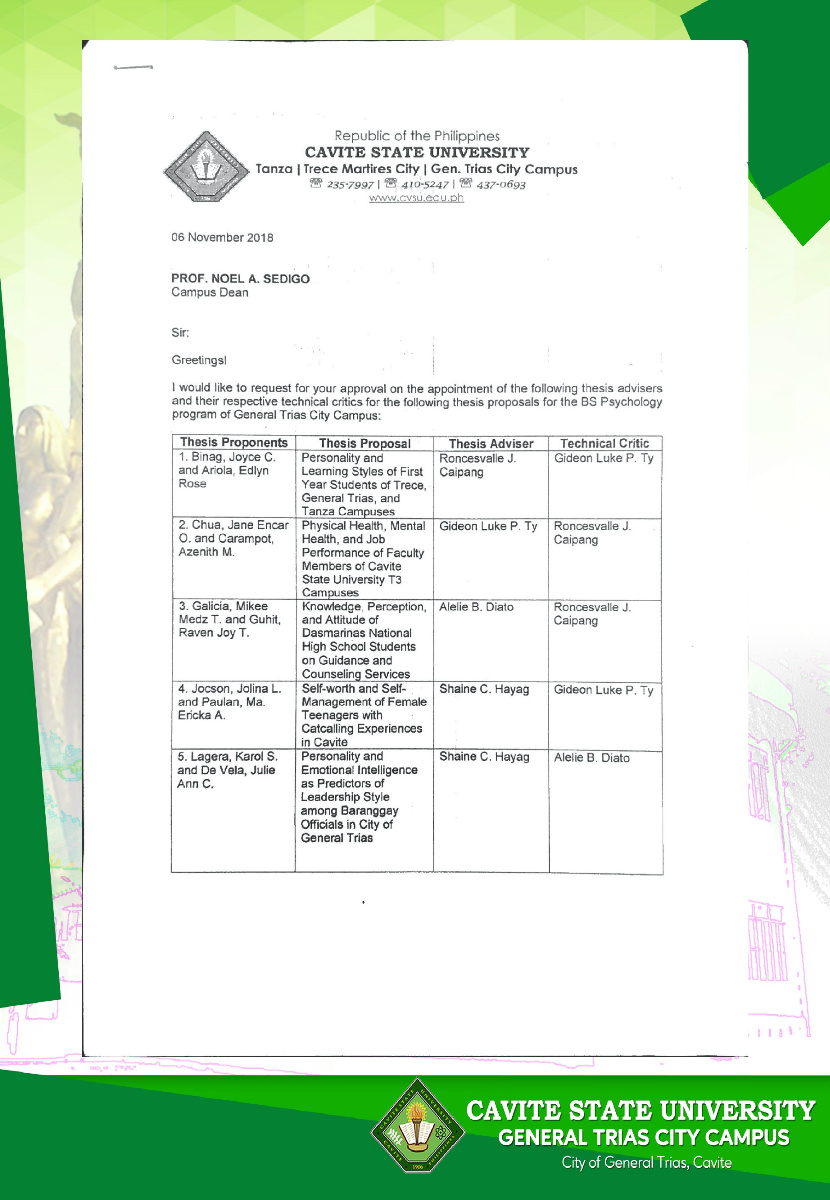 Republic of the Philippines
CAVITE STATE UNIVERSITY
Tanza | Trece Martires City | Gen. Trias City Campus
☏ 235-7997 | ☏ 410-5247 | ☏ 437-0693
www.cvsu.ecu.ph
06 November 2018
PROF. NOEL A. SEDIGO
Campus Dean
Sir:
Greetings!
I would like to request for your approval on the appointment of the following thesis advisers
and their respective technical critics for the following thesis proposals for the BS Psychology
program of General Trias City Campus:
Thesis Proponents Thesis Proposal Thesis Adviser Technical Critic
1. Binag, Joyce C. Personality and Roncesvalle J. Gideon Luke P. Ty
and Ariola, Edlyn Learning Styles of First Caipang
Rose Year Students of Trece,
General Trias, and
Tanza Campuses
2. Chua, Jane Encar Physical Health, Mental Gideon Luke P. Ty Roncesvalle J.
O. and Carampot, Health, and Job Caipang
Azenith M. Performance of Faculty
Members of Cavite
State University T3
Campuses
3. Galicia, Mikee Knowledge, Perception, Alelie B. Diato Roncesvalle J.
Medz T. and Guhit, and Attitude of Caipang
Raven Joy T. Dasmarinas National
High School Students
on Guidance and
Counseling Services
4. Jocson, Jolina L. Self-worth and Self- Shaine C. Hayag Gideon Luke P. Ty
and Paulan, Ma. Management of Female
Ericka A. Teenagers with
Catcalling Experiences
in Cavite
5. Lagera, Karol S. Personality and Shaine C. Hayag Alelie B. Diato
and De Vela, Julie Emotional Intelligence
Ann C. as Predictors of
Leadership Style
among Baranggay
Officials in City of
General Trias
CAVITE STATE UNIVERSITY
GENERAL TRIAS CITY CAMPUS
City of General Trias, Cavite